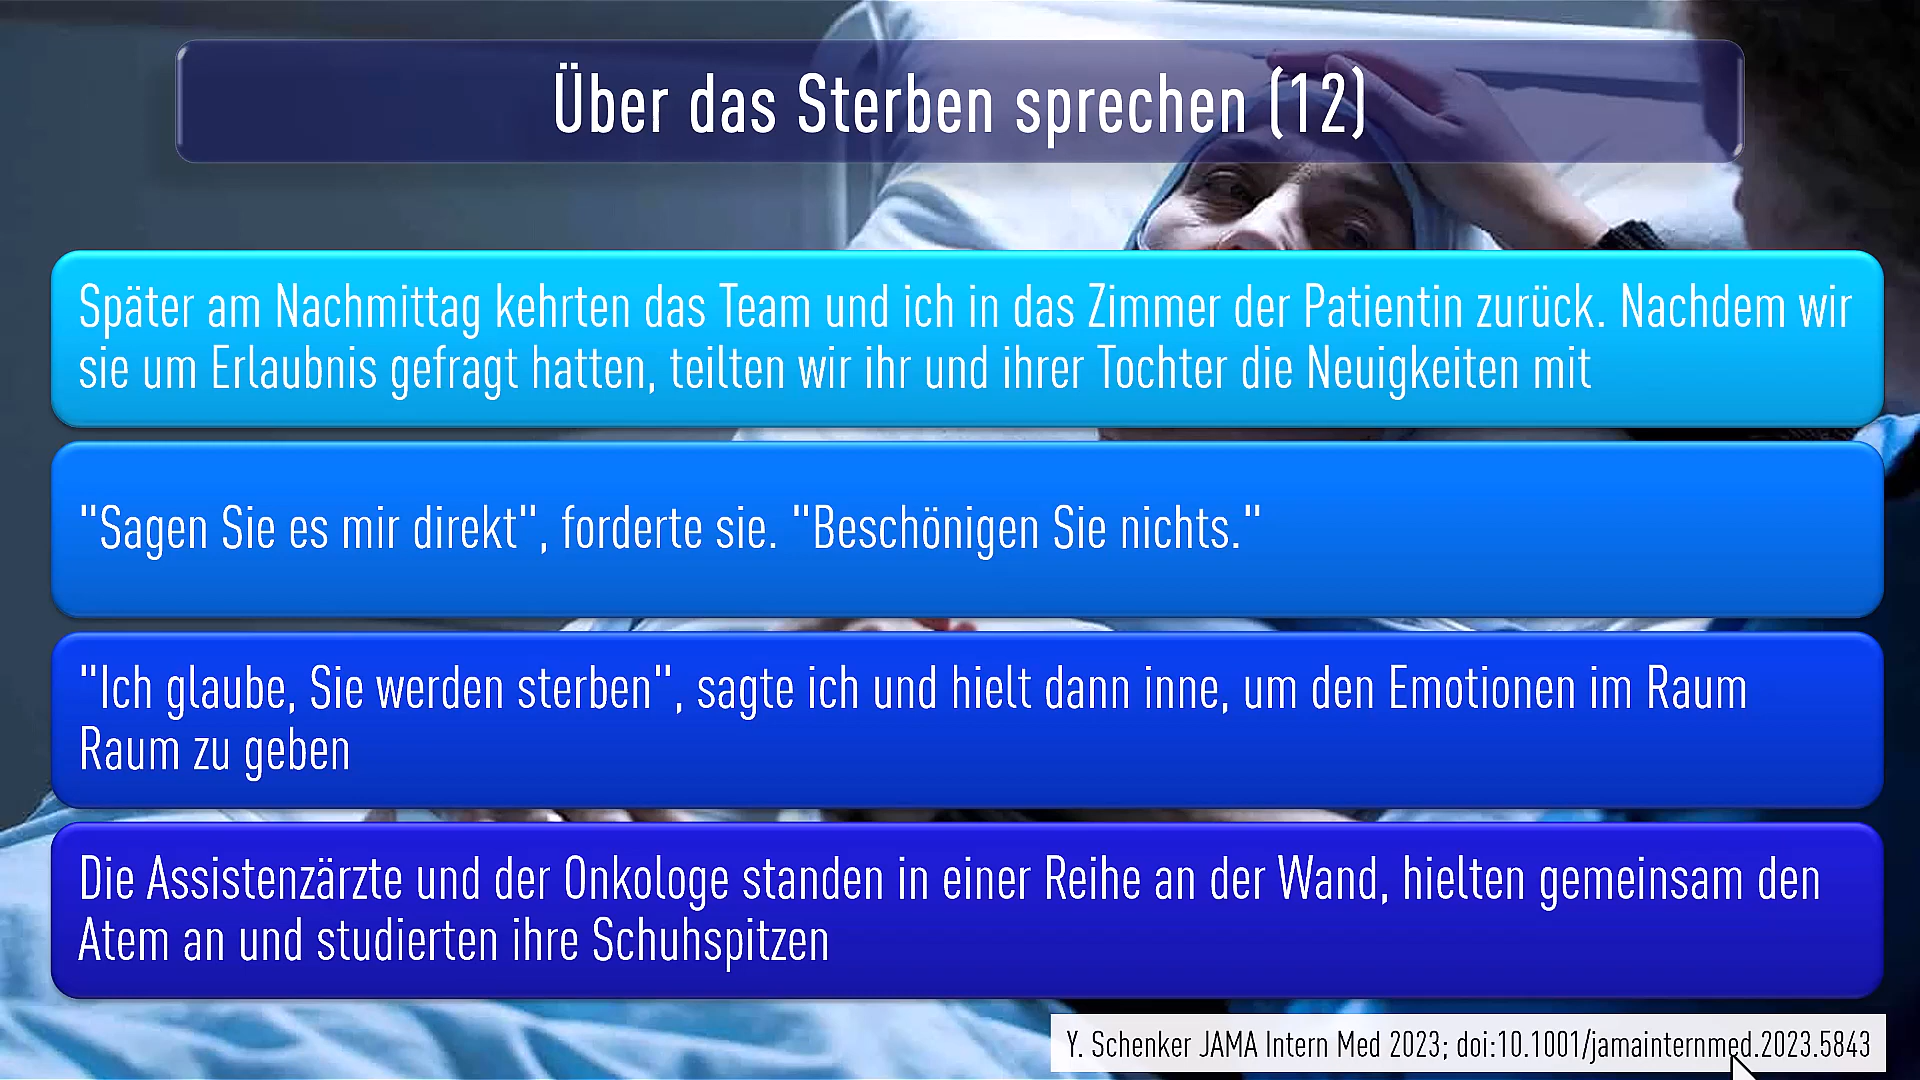 Über das Sterben sprechen (12)
Später am Nachmittag kehrten das Team und ich in das Zimmer der Patientin zurück. Nachdem wir
sie um Erlaubnis gefragt hatten, teilten wir ihr und ihrer Tochter die Neuigkeiten mit
"Sagen Sie es mir direkt", forderte sie. "Beschönigen Sie nichts."
"Ich glaube, Sie werden sterben", sagte ich und hielt dann inne, um den Emotionen im Raum
Raum zu geben
Die Assistenzärzte und der Onkologe standen in einer Reihe an der Wand, hielten gemeinsam den
Atem an und studierten ihre Schuhspitzen
Y. Schenker JAMA Intern Med 2023; doi:10.1001/jamainternmed.2023.5843